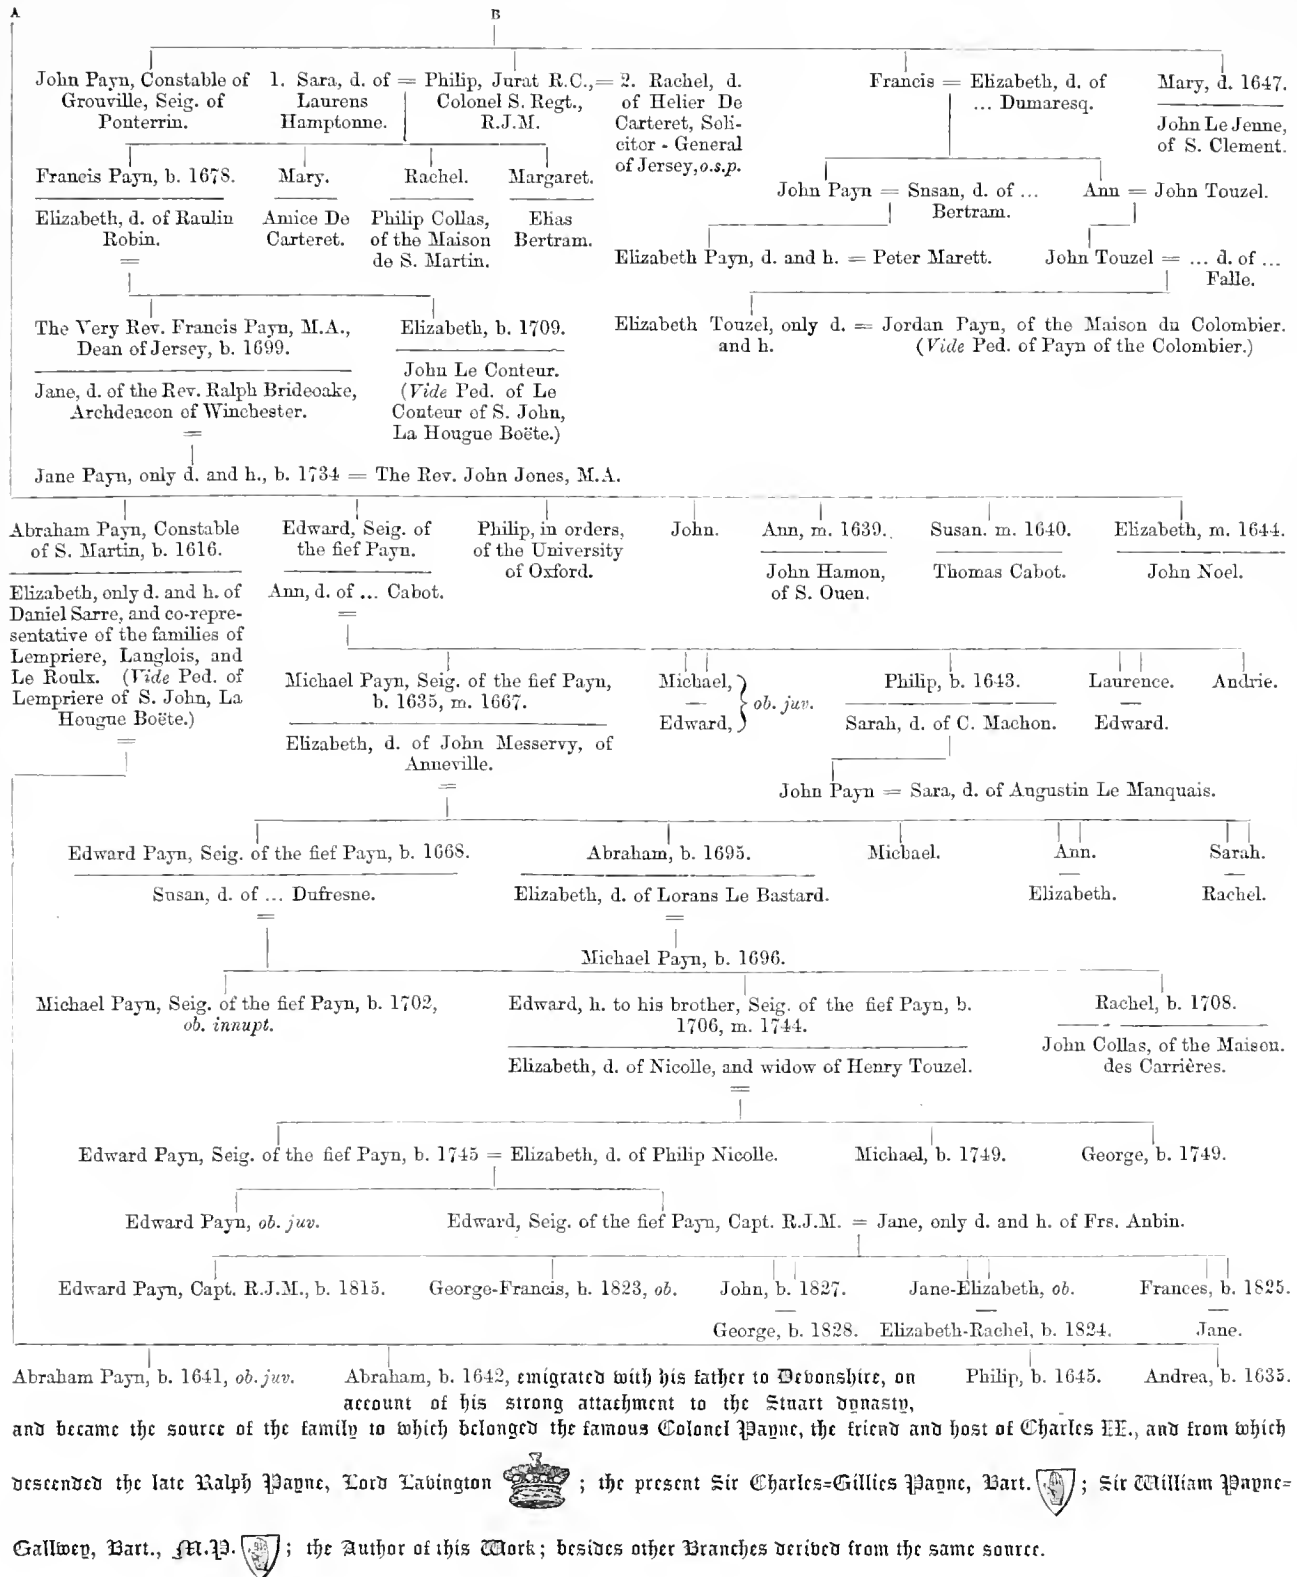 A B
John Payn, Constable of Grouville, Seig. of Ponterrin.
1. Sara, d. of Laurens Hamptonne. = Philip, Jurat R.C., Colonel S. Regt., R.J.M. = 2. Rachel, d. of Helier De Carteret, Solicitor-General of Jersey, o.s.p.
Francis = Elizabeth, d. of ... Dumaresq.
Mary, d. 1647.
John Le Jenne, of S. Clement.
Francis Payn, b. 1678.
Elizabeth, d. of Raulin Robin.
=
Mary.
Amice De Carteret.
Rachel.
Philip Collas, of the Maison de S. Martin.
Margaret.
Elias Bertram.
John Payn = Susan, d. of ... Bertram.
Ann = John Touzel.
Elizabeth Payn, d. and h. = Peter Marett.
John Touzel = ... d. of ... Falle.
The Very Rev. Francis Payn, M.A., Dean of Jersey, b. 1699.
Jane, d. of the Rev. Ralph Brideoake, Archdeacon of Winchester.
=
Elizabeth, b. 1709.
John Le Conteur.
(Vide Ped. of Le Conteur of S. John, La Hougue Boëte.)
Elizabeth Touzel, only d. and h. = Jordan Payn, of the Maison du Colombier.
(Vide Ped. of Payn of the Colombier.)
Jane Payn, only d. and h., b. 1734 = The Rev. John Jones, M.A.
Abraham Payn, Constable of S. Martin, b. 1616.
Elizabeth, only d. and h. of Daniel Sarre, and co-representative of the families of Lempriere, Langlois, and Le Roulx. (Vide Ped. of Lempriere of S. John, La Hougue Boëte.)
=
Edward, Seig. of the fief Payn.
Ann, d. of ... Cabot.
=
Philip, in orders, of the University of Oxford.
John.
Ann, m. 1639.
John Hamon, of S. Ouen.
Susan. m. 1640.
Thomas Cabot.
Elizabeth, m. 1644.
John Noel.
Michael Payn, Seig. of the fief Payn, b. 1635, m. 1667.
Elizabeth, d. of John Messervy, of Anneville.
=
Michael,
—
Edward, } ob. juv.
Philip, b. 1643.
Sarah, d. of C. Machon.
Laurence.
—
Edward.
Andrie.
John Payn = Sara, d. of Augustin Le Manquais.
Edward Payn, Seig. of the fief Payn, b. 1668.
Susan, d. of ... Dufresne.
=
Abraham, b. 1695.
Elizabeth, d. of Lorans Le Bastard.
=
Michael.
Ann.
—
Elizabeth.
Sarah.
—
Rachel.
Michael Payn, b. 1696.
Michael Payn, Seig. of the fief Payn, b. 1702, ob. innupt.
Edward, h. to his brother, Seig. of the fief Payn, b. 1706, m. 1744.
Elizabeth, d. of Nicolle, and widow of Henry Touzel.
=
Rachel, b. 1708.
John Collas, of the Maison. des Carrières.
Edward Payn, Seig. of the fief Payn, b. 1745 = Elizabeth, d. of Philip Nicolle.
Michael, b. 1749.
George, b. 1749.
Edward Payn, ob. juv.
Edward, Seig. of the fief Payn, Capt. R.J.M. = Jane, only d. and h. of Frs. Anbin.
Edward Payn, Capt. R.J.M., b. 1815.
George-Francis, b. 1823, ob.
John, b. 1827.
—
George, b. 1828.
Jane-Elizabeth, ob.
—
Elizabeth-Rachel, b. 1824.
Frances, b. 1825.
—
Jane.
Abraham Payn, b. 1641, ob. juv.
Philip, b. 1645.
Andrea, b. 1635.
Abraham, b. 1642, emigrated with his father to Devonshire, on
account of his strong attachment to the Stuart dynasty,
and became the source of the family to which belonged the famous Colonel Payne, the friend and host of Charles II., and from which
descended the late Ralph Payne, Lord Lavington ; the present Sir Charles=Gillies Payne, Bart. ; Sir William Payne=
Gallwey, Bart., M.P. ; the Author of this Work; besides other Branches derived from the same source.